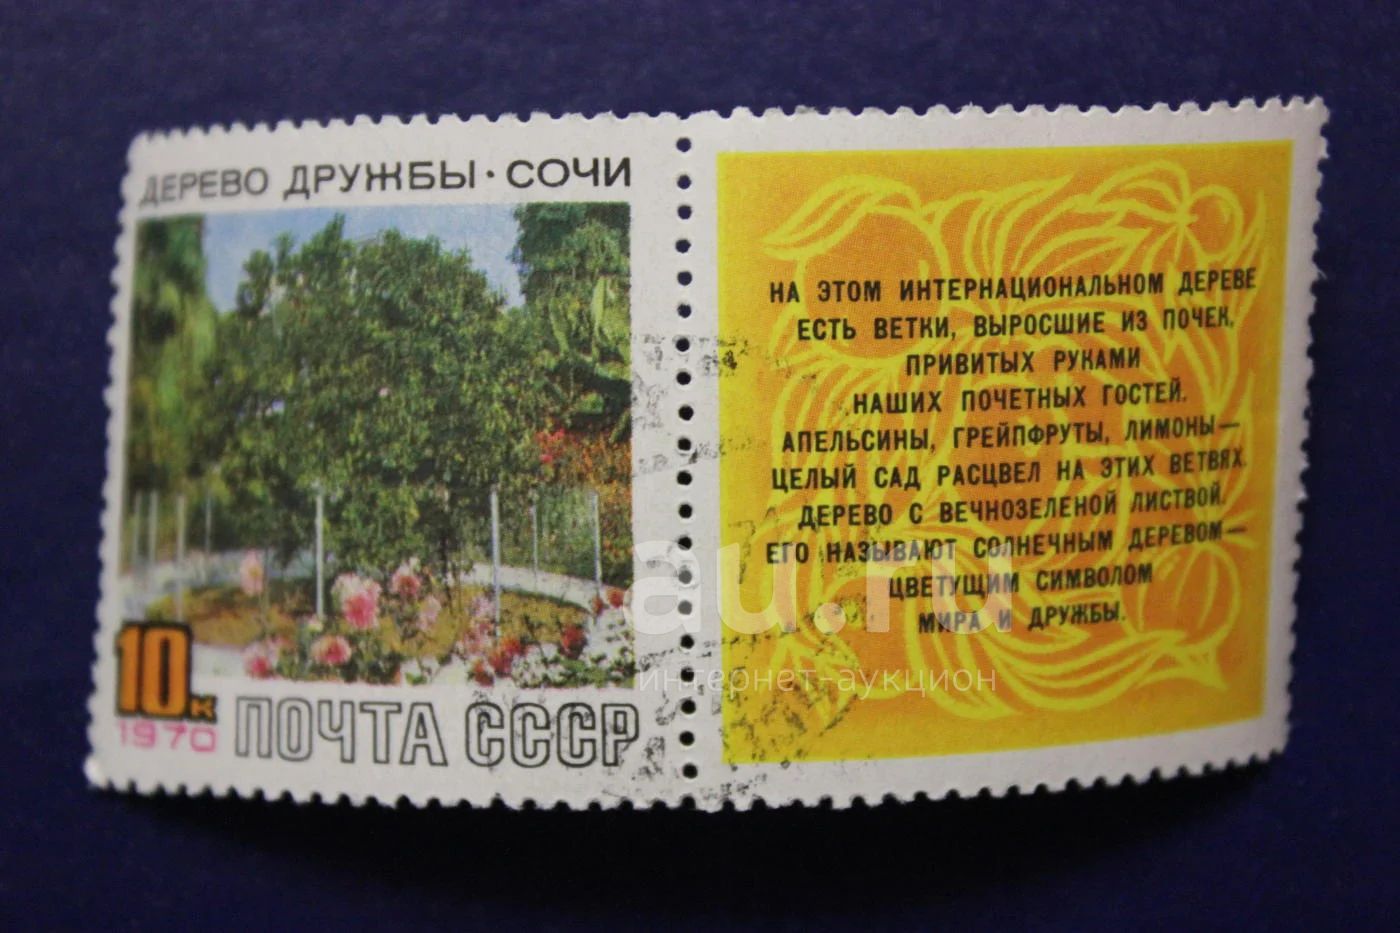 ДЕРЕВО ДРУЖБЫ · СОЧИ
10к
1970
ПОЧТА СССР
НА ЭТОМ ИНТЕРНАЦИОНАЛЬНОМ ДЕРЕВЕ
ЕСТЬ ВЕТКИ, ВЫРОСШИЕ ИЗ ПОЧЕК,
ПРИВИТЫХ РУКАМИ
НАШИХ ПОЧЕТНЫХ ГОСТЕЙ.
АПЕЛЬСИНЫ, ГРЕЙПФРУТЫ, ЛИМОНЫ—
ЦЕЛЫЙ САД РАСЦВЕЛ НА ЭТИХ ВЕТВЯХ.
ДЕРЕВО С ВЕЧНОЗЕЛЕНОЙ ЛИСТВОЙ.
ЕГО НАЗЫВАЮТ СОЛНЕЧНЫМ ДЕРЕВОМ—
ЦВЕТУЩИМ СИМВОЛОМ
МИРА И ДРУЖБЫ.
au.ru
интернет-аукцион